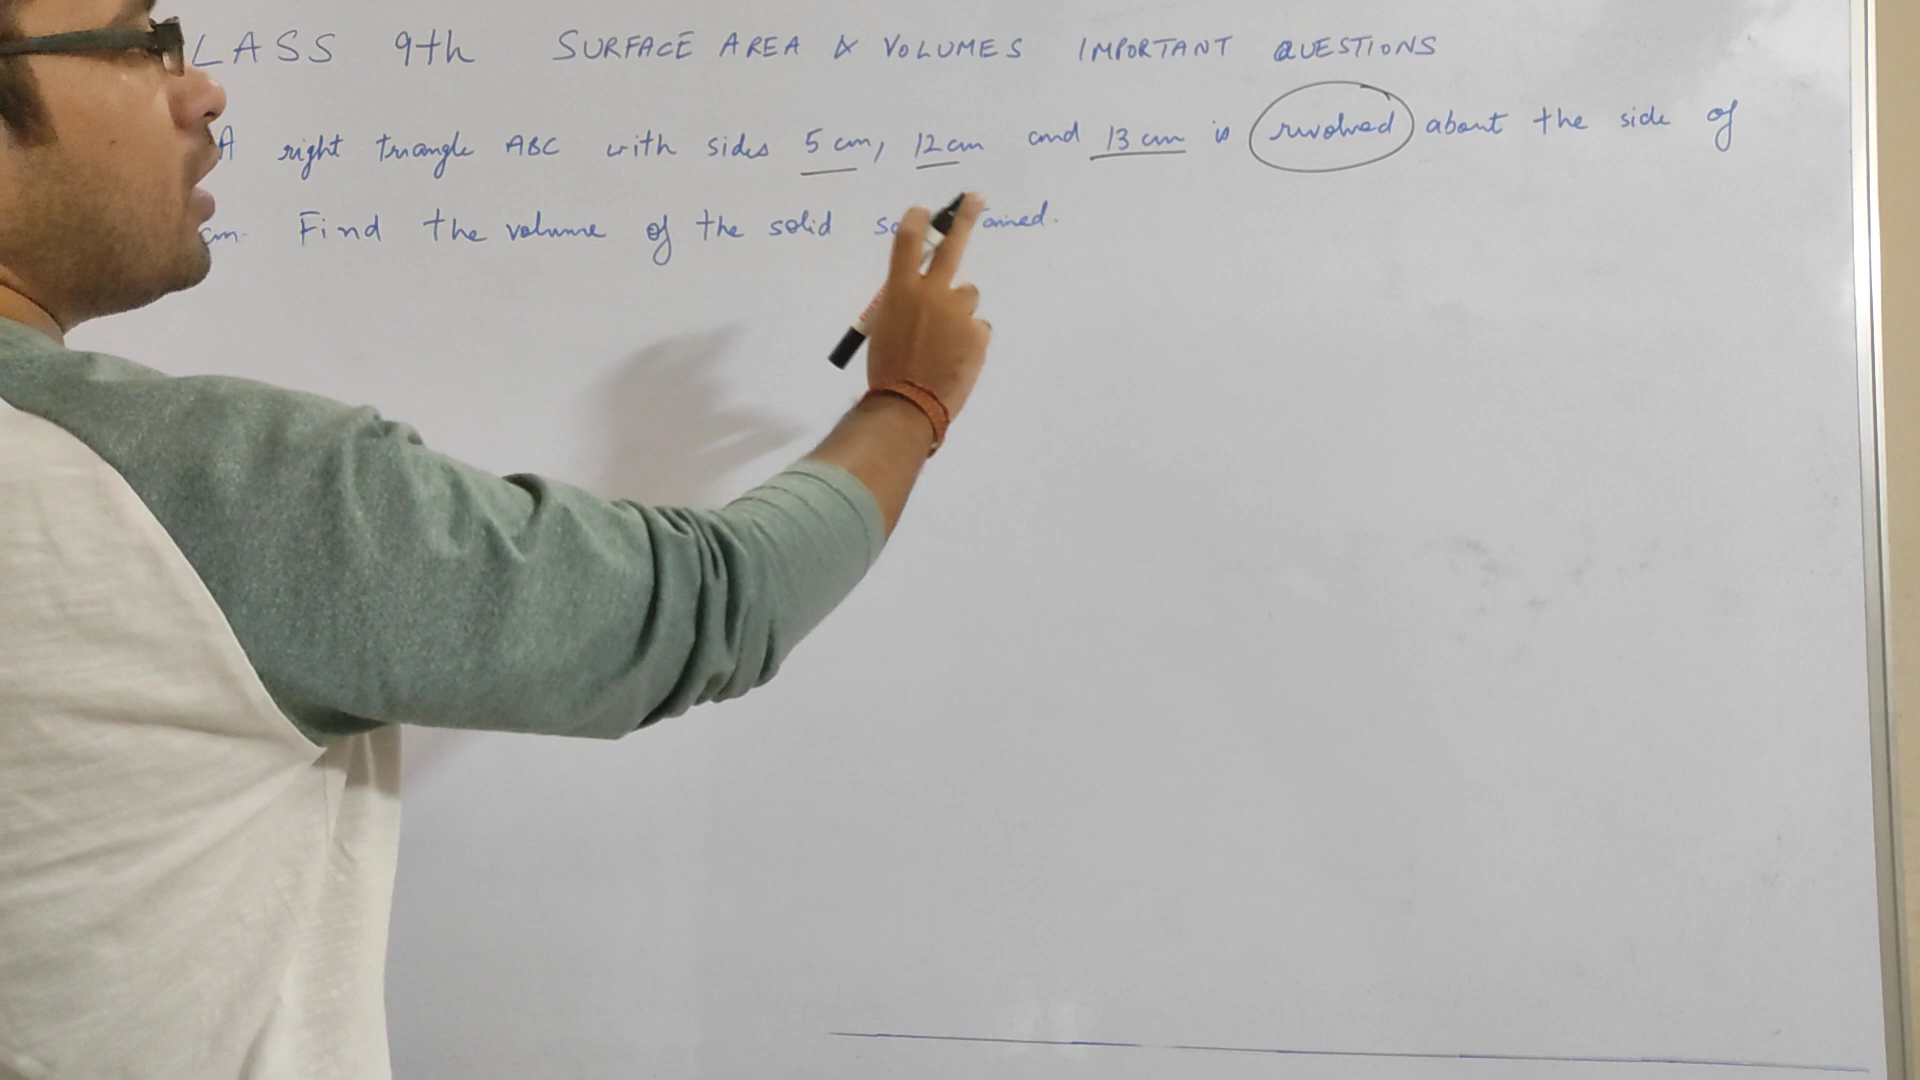 LASS 9th SURFACE AREA & VOLUMES IMPORTANT QUESTIONS
A right triangle ABC with sides 5 cm, 12 cm and 13 cm is revolved about the side of
cm. Find the volume of the solid so